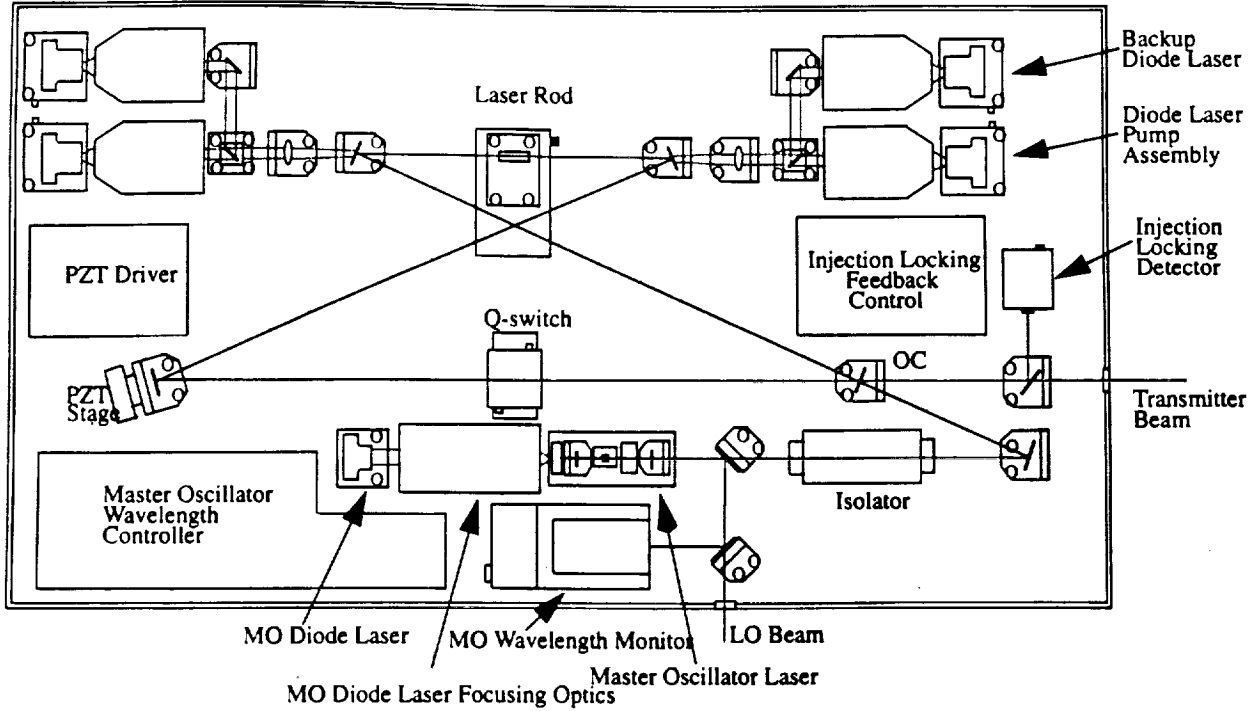 Backup
Diode Laser
Laser Rod
Diode Laser
Pump
Assembly
PZT Driver
Injection Locking
Feedback
Control
Injection
Locking
Detector
Q-switch
OC
PZT
Stage
Transmitter
Beam
Master Oscillator
Wavelength
Controller
Isolator
MO Diode Laser
MO Wavelength Monitor
LO Beam
Master Oscillator Laser
MO Diode Laser Focusing Optics